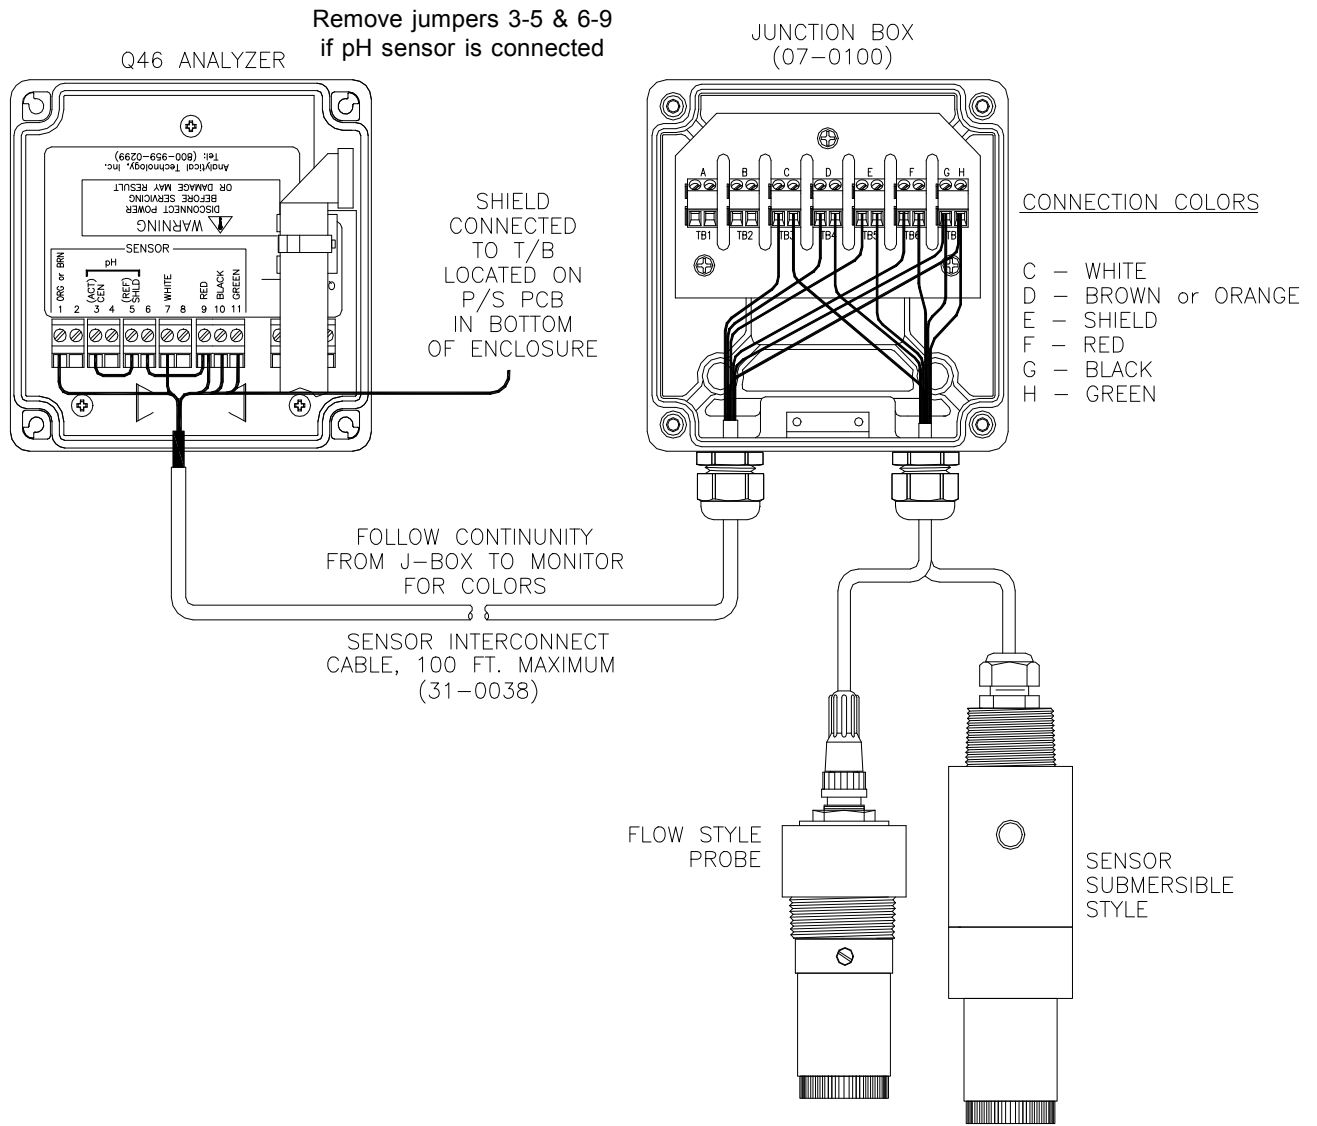 Remove jumpers 3-5 & 6-9
if pH sensor is connected
Q46 ANALYZER
JUNCTION BOX
(07-0100)
Tel: (800-959-0299)
Analytical Technology, Inc.
OR DAMAGE MAY RESULT
BEFORE SERVICING
DISCONNECT POWER
WARNING
SENSOR
pH
ORG or BRN
(ACT)
CEN
(REF)
SHLD
WHITE
RED
BLACK
GREEN
1 2 3 4 5 6 7 8 9 10 11
SHIELD
CONNECTED
TO T/B
LOCATED ON
P/S PCB
IN BOTTOM
OF ENCLOSURE
A B C D E F G H
TB1 TB2 TB3 TB4 TB5 TB6 TB
CONNECTION COLORS
C - WHITE
D - BROWN or ORANGE
E - SHIELD
F - RED
G - BLACK
H - GREEN
FOLLOW CONTINUNITY
FROM J-BOX TO MONITOR
FOR COLORS
SENSOR INTERCONNECT
CABLE, 100 FT. MAXIMUM
(31-0038)
FLOW STYLE
PROBE
SENSOR
SUBMERSIBLE
STYLE